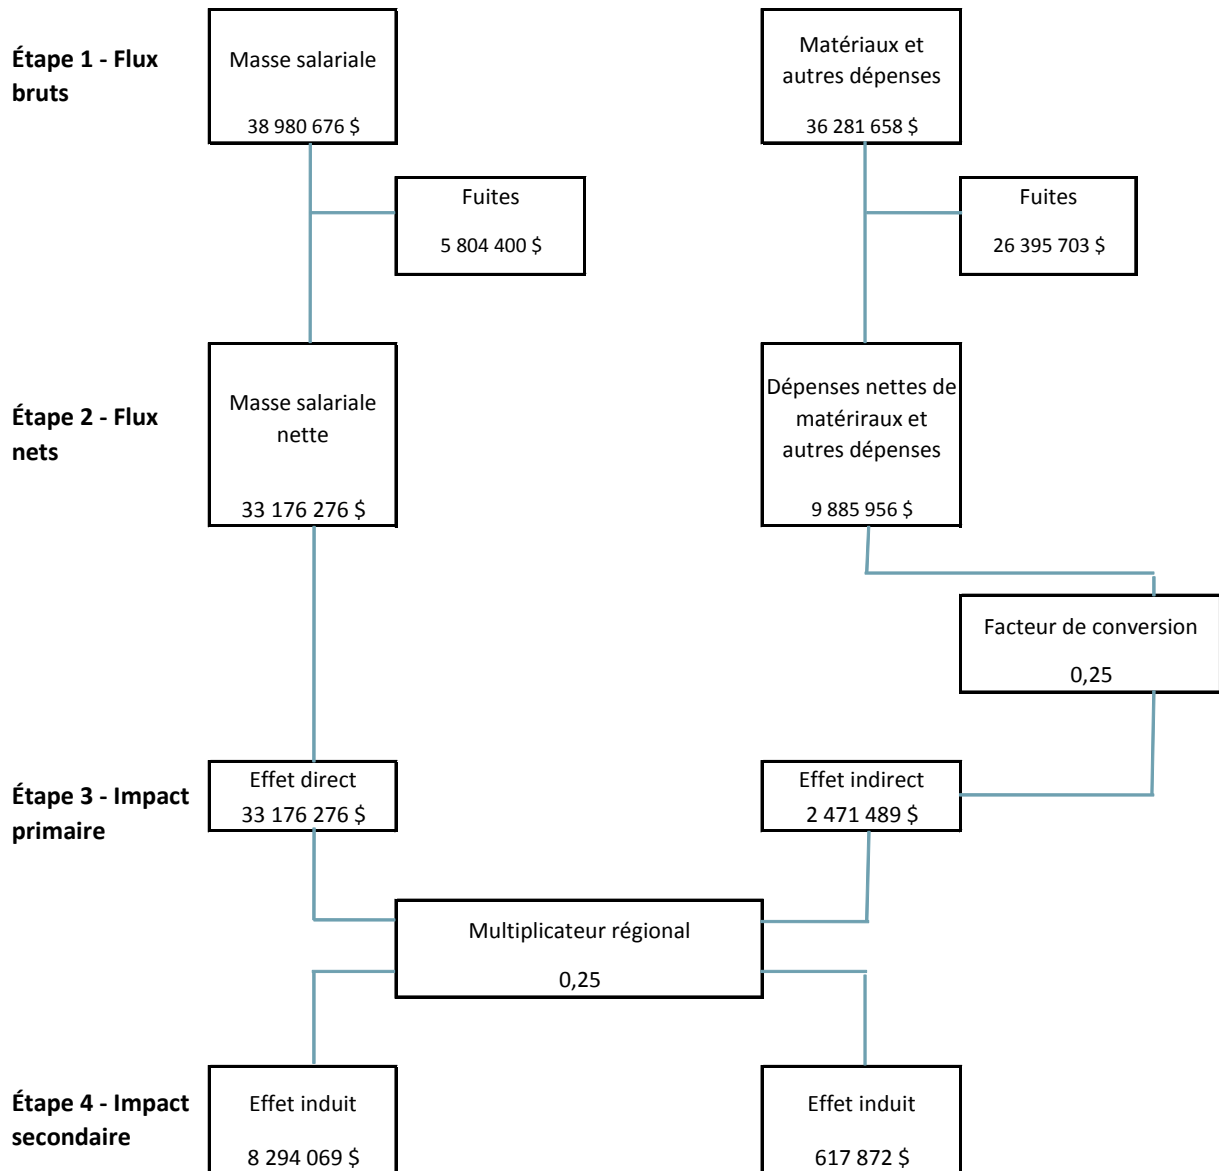 Étape 1 - Flux
bruts
Masse salariale
38 980 676 $
Matériaux et
autres dépenses
36 281 658 $
Fuites
5 804 400 $
Fuites
26 395 703 $
Étape 2 - Flux
nets
Masse salariale
nette
33 176 276 $
Dépenses nettes de
matériraux et
autres dépenses
9 885 956 $
Facteur de conversion
0,25
Étape 3 - Impact
primaire
Effet direct
33 176 276 $
Effet indirect
2 471 489 $
Multiplicateur régional
0,25
Étape 4 - Impact
secondaire
Effet induit
8 294 069 $
Effet induit
617 872 $